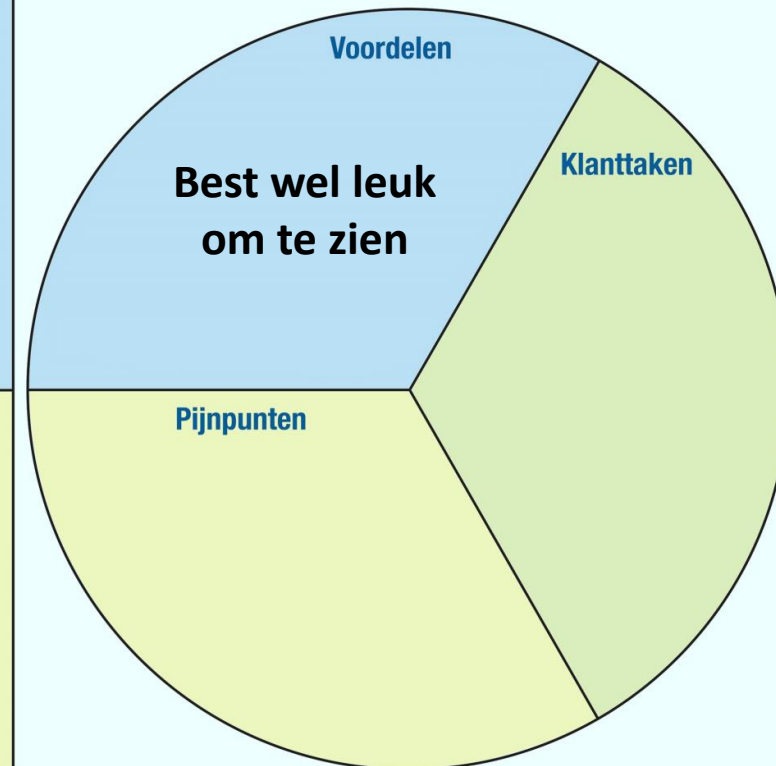 Voordelen
Best wel leuk
om te zien
Klanttaken
Pijnpunten